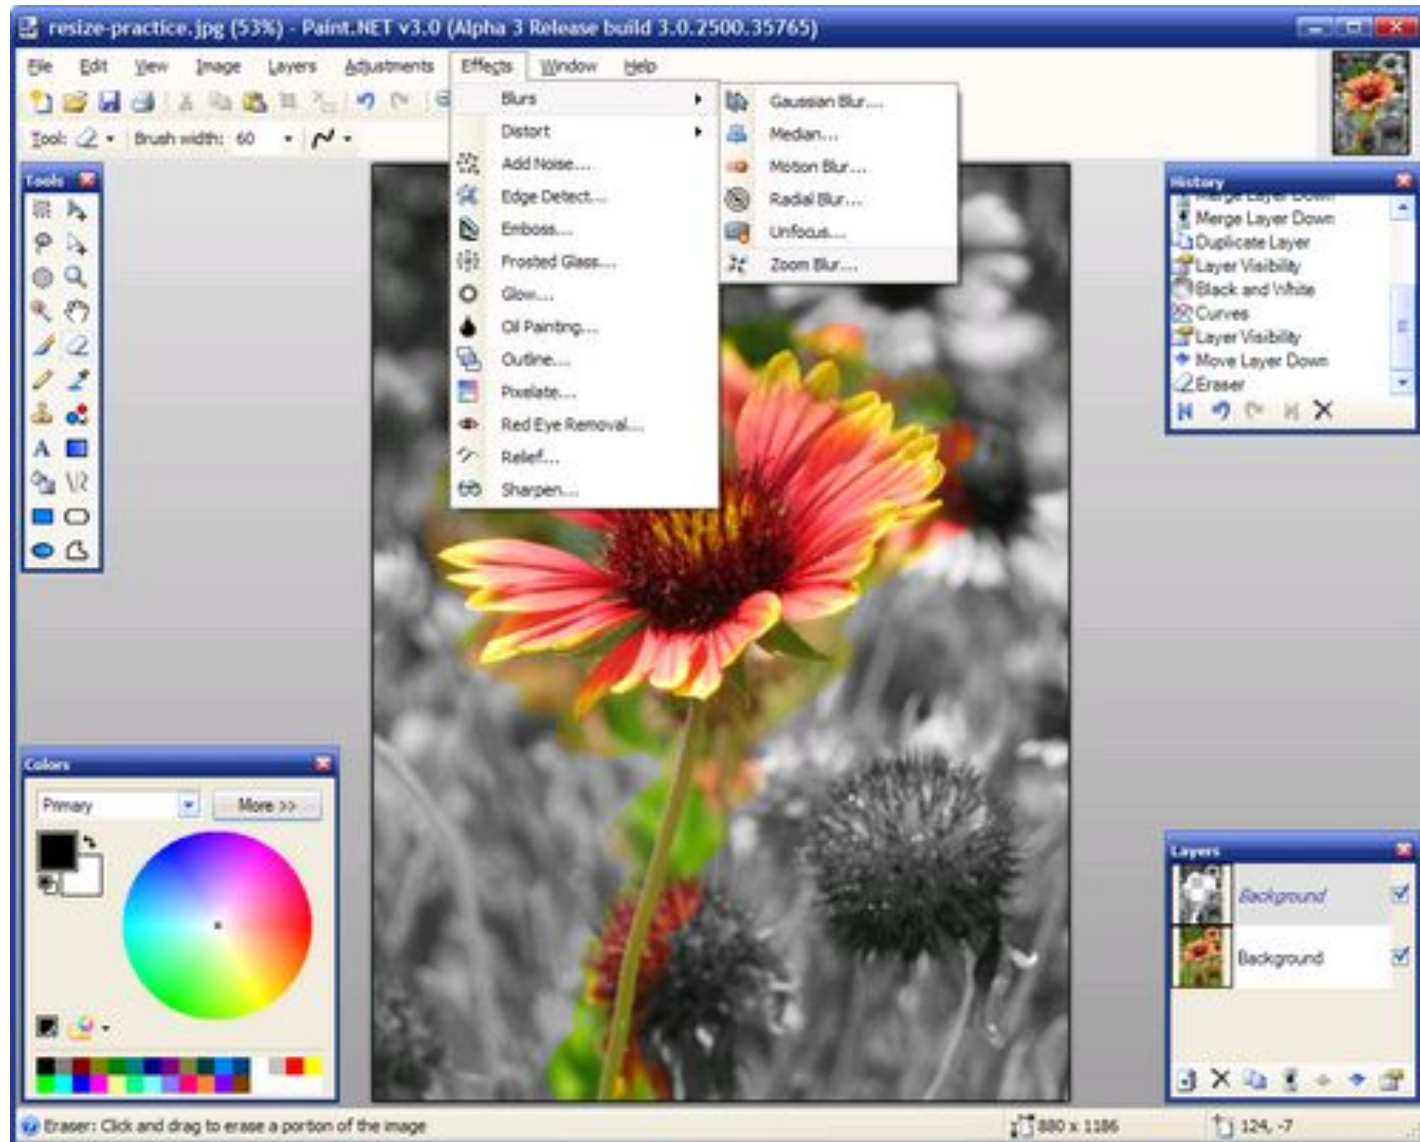 resize-practice.jpg (53%) - Paint.NET v3.0 (Alpha 3 Release build 3.0.2500.35765)
File Edit View Image Layers Adjustments Effects Window Help
Tool: Brush width: 60
Blurs
Distort
Add Noise...
Edge Detect...
Emboss...
Frosted Glass...
Glow...
Oil Painting...
Outline...
Pixelate...
Red Eye Removal...
Relief...
Sharpen...
Gaussian Blur...
Median...
Motion Blur...
Radial Blur...
Unfocus...
Zoom Blur...
Tools
History
Merge Layer Down
Merge Layer Down
Duplicate Layer
Layer Visibility
Black and White
Curves
Layer Visibility
Move Layer Down
Eraser
Colors
Primary More >>
Layers
Background
Background
Eraser: Click and drag to erase a portion of the image 880 x 1186 124, -7